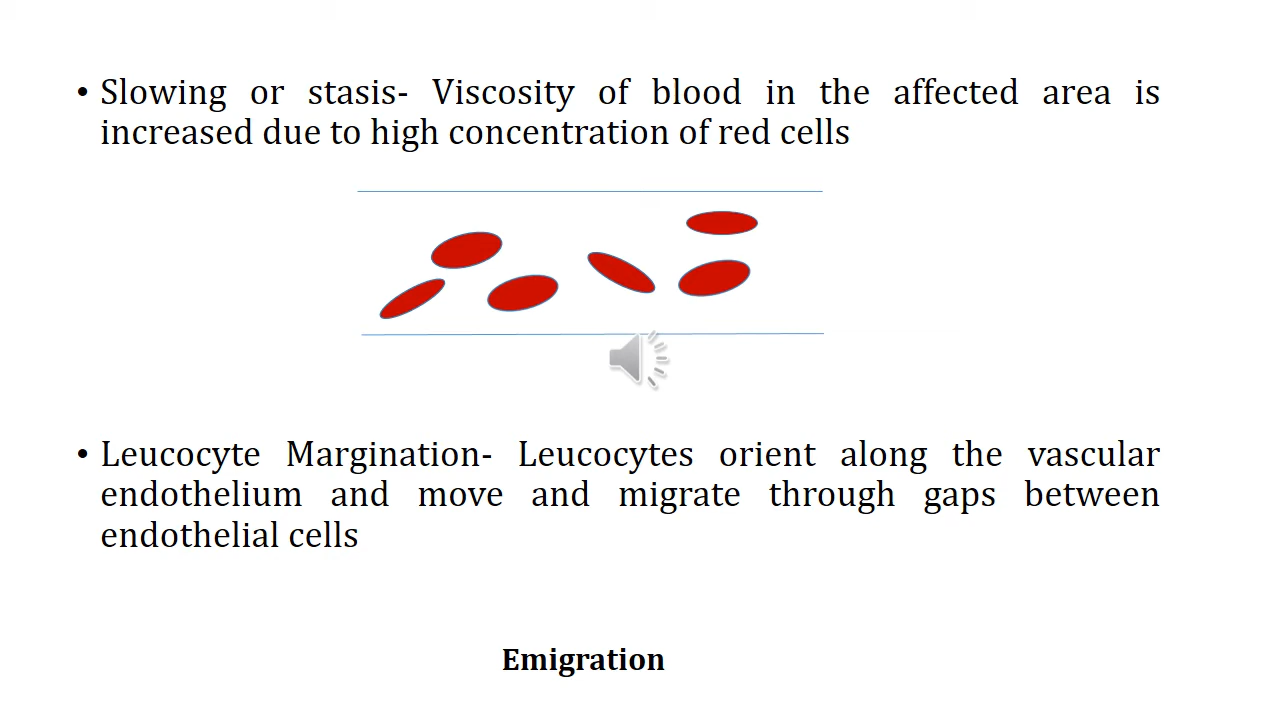 • Slowing or stasis- Viscosity of blood in the affected area is
increased due to high concentration of red cells
• Leucocyte Margination- Leucocytes orient along the vascular
endothelium and move and migrate through gaps between
endothelial cells
Emigration